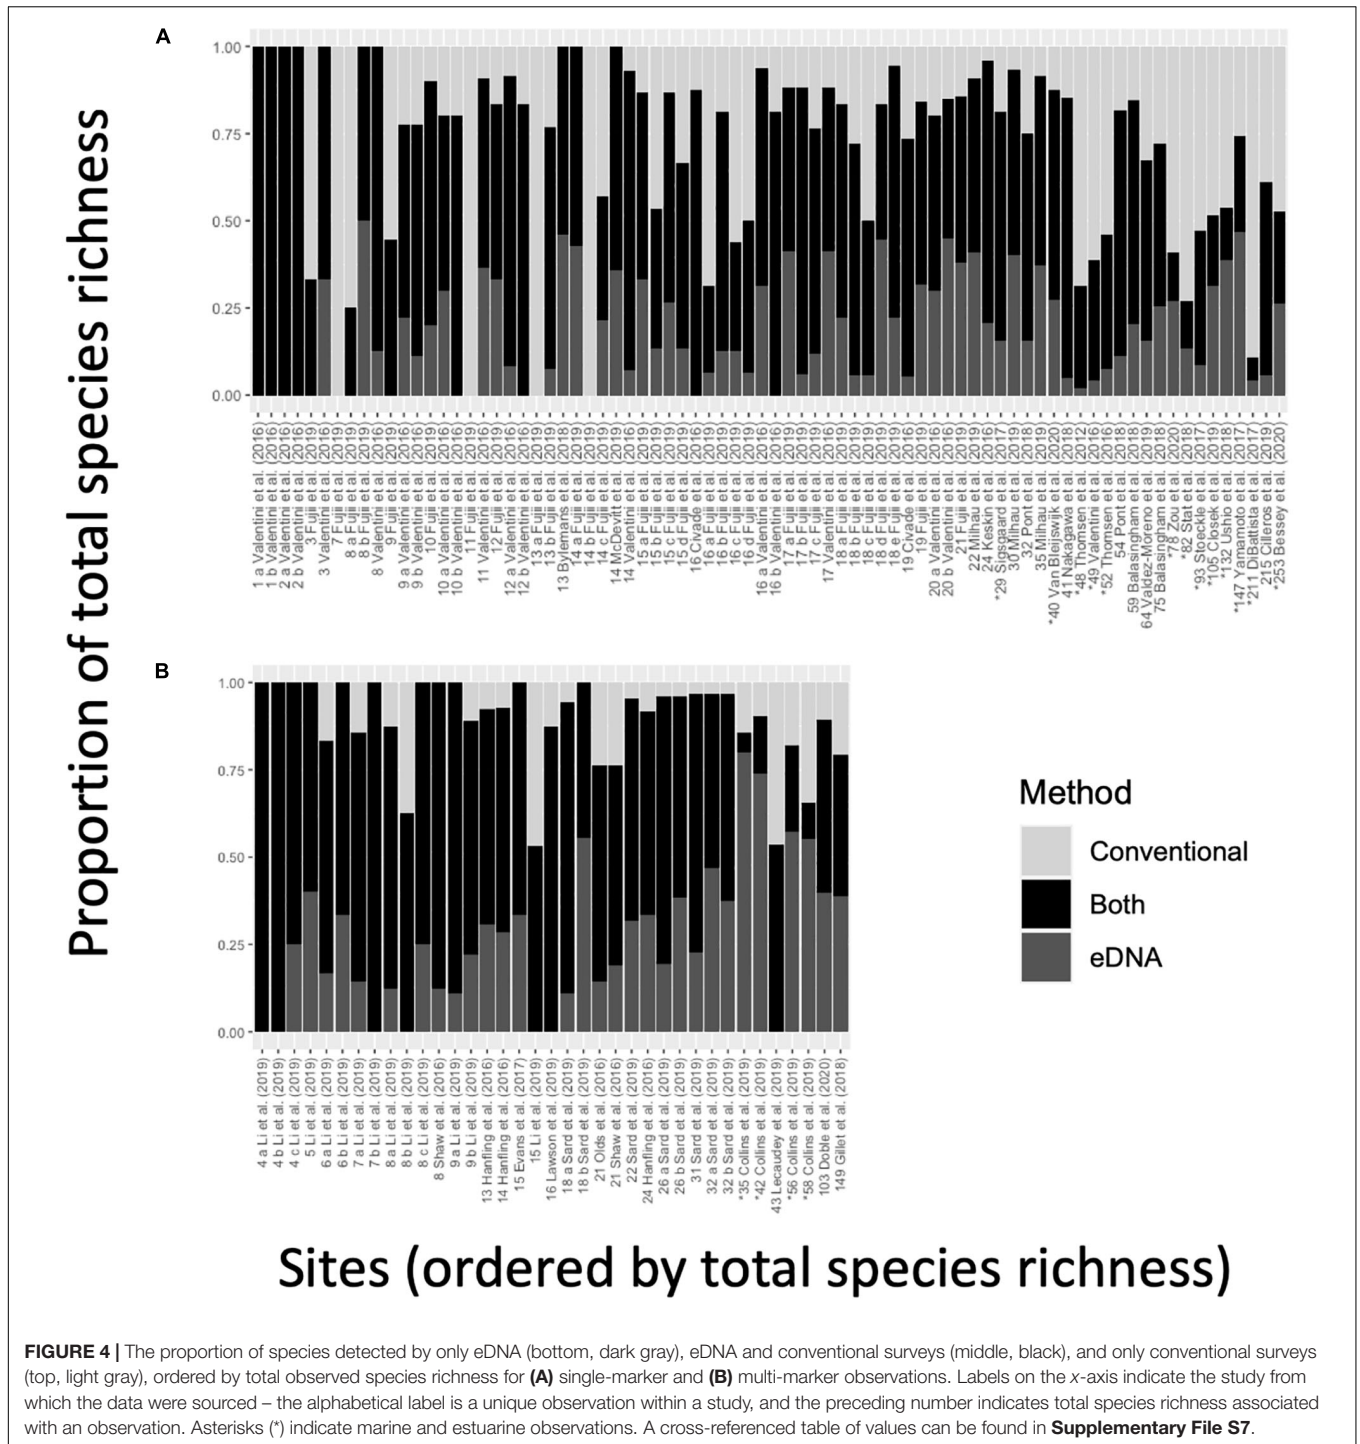 A
Proportion of total species richness
1.00
0.75
0.50
0.25
0.00
1 a Valentini et al. (2016)
1 b Valentini et al. (2016)
2 a Valentini et al. (2016)
2 b Valentini et al. (2016)
3 Fujii et al. (2019)
3 Valentini et al. (2016)
7 Fujii et al. (2019)
8 a Fujii et al. (2019)
8 b Fujii et al. (2019)
8 Valentini et al. (2016)
9 Fujii et al. (2019)
9 a Valentini et al. (2016)
9 b Valentini et al. (2016)
10 Fujii et al. (2019)
10 a Valentini et al. (2016)
10 b Valentini et al. (2016)
11 Fujii et al. (2019)
11 Valentini et al. (2016)
12 Fujii et al. (2019)
12 a Valentini et al. (2016)
12 b Valentini et al. (2016)
13 a Fujii et al. (2019)
13 b Fujii et al. (2019)
13 Bylemans et al. (2018)
14 a Fujii et al. (2019)
14 b Fujii et al. (2019)
14 c Fujii et al. (2019)
14 McDevitt et al. (2019)
14 Valentini et al. (2016)
15 a Fujii et al. (2019)
15 b Fujii et al. (2019)
15 c Fujii et al. (2019)
15 d Fujii et al. (2019)
16 Civade et al. (2016)
16 a Fujii et al. (2019)
16 b Fujii et al. (2019)
16 c Fujii et al. (2019)
16 d Fujii et al. (2019)
16 a Valentini et al. (2016)
16 b Valentini et al. (2016)
17 a Fujii et al. (2019)
17 b Fujii et al. (2019)
17 c Fujii et al. (2019)
17 Valentini et al. (2016)
18 a Fujii et al. (2019)
18 b Fujii et al. (2019)
18 c Fujii et al. (2019)
18 d Fujii et al. (2019)
18 e Fujii et al. (2019)
19 Civade et al. (2016)
19 Fujii et al. (2019)
20 a Valentini et al. (2016)
20 b Valentini et al. (2016)
21 Fujii et al. (2019)
22 Milhau et al. (2019)
24 Keskin et al. (2016)
*29 Sigsgaard et al. (2017)
30 Milhau et al. (2019)
32 Pont et al. (2018)
35 Milhau et al. (2019)
*40 Van Bleijswijk et al. (2020)
41 Nakagawa et al. (2018)
*48 Thomsen et al. (2012)
*49 Valentini et al. (2016)
*52 Thomsen et al. (2016)
54 Pont et al. (2018)
59 Balasingham et al. (2018)
64 Valdez-Moreno et al. (2019)
75 Balasingham et al. (2018)
*78 Zou et al. (2020)
*82 Stat et al. (2018)
*93 Stoeckle et al. (2017)
*105 Closek et al. (2019)
*132 Ushio et al. (2018)
*147 Yamamoto et al. (2017)
*211 DiBattista et al. (2017)
215 Cilleros et al. (2019)
*253 Bessey et al. (2020)
B
1.00
0.75
0.50
0.25
0.00
4 a Li et al. (2019)
4 b Li et al. (2019)
4 c Li et al. (2019)
5 Li et al. (2019)
6 a Li et al. (2019)
6 b Li et al. (2019)
7 a Li et al. (2019)
7 b Li et al. (2019)
8 a Li et al. (2019)
8 b Li et al. (2019)
8 c Li et al. (2019)
8 Shaw et al. (2016)
9 a Li et al. (2019)
9 b Li et al. (2019)
13 Hanfling et al. (2016)
14 Hanfling et al. (2016)
15 Evans et al. (2017)
15 Li et al. (2019)
16 Lawson et al. (2019)
18 a Sard et al. (2019)
18 b Sard et al. (2019)
21 Olds et al. (2016)
21 Shaw et al. (2016)
22 Sard et al. (2019)
24 Hanfling et al. (2016)
26 a Sard et al. (2019)
26 b Sard et al. (2019)
31 Sard et al. (2019)
32 a Sard et al. (2019)
32 b Sard et al. (2019)
*35 Collins et al. (2019)
*42 Collins et al. (2019)
43 Lecaudey et al. (2019)
*56 Collins et al. (2019)
*58 Collins et al. (2019)
103 Doble et al. (2020)
149 Gillet et al. (2018)
Method
Conventional
Both
eDNA
Sites (ordered by total species richness)
FIGURE 4 | The proportion of species detected by only eDNA (bottom, dark gray), eDNA and conventional surveys (middle, black), and only conventional surveys
(top, light gray), ordered by total observed species richness for (A) single-marker and (B) multi-marker observations. Labels on the x-axis indicate the study from
which the data were sourced – the alphabetical label is a unique observation within a study, and the preceding number indicates total species richness associated
with an observation. Asterisks (*) indicate marine and estuarine observations. A cross-referenced table of values can be found in Supplementary File S7.